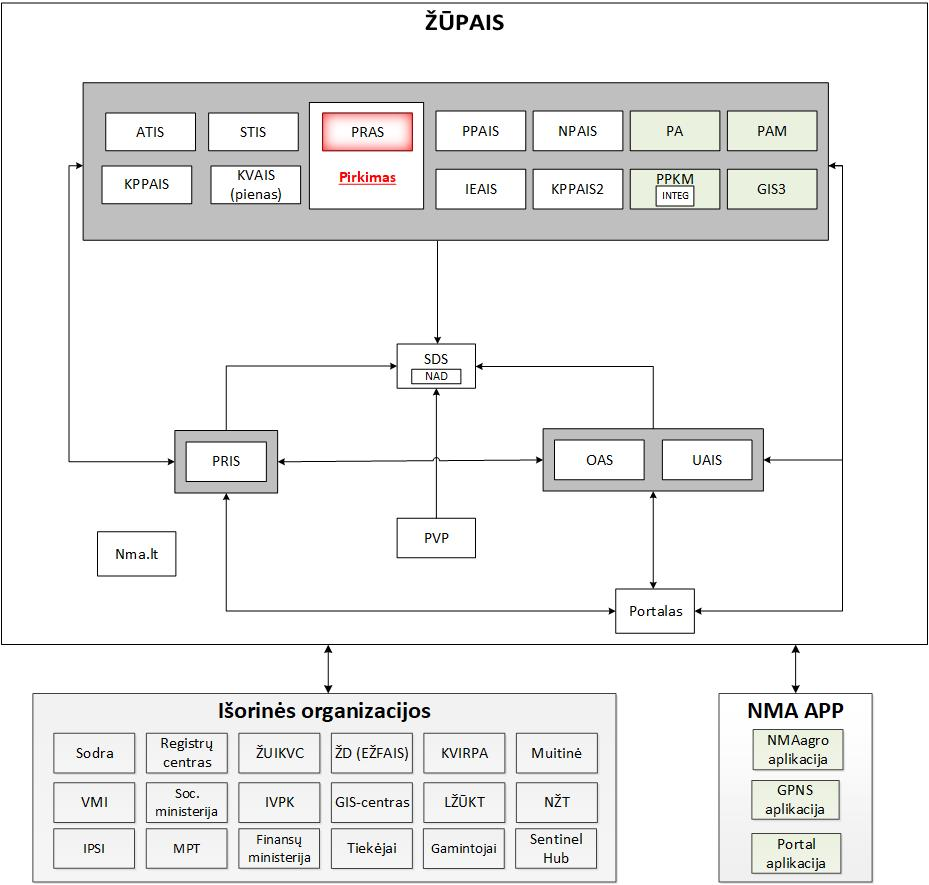 ŽŪPAIS
ATIS
STIS
PRAS
PPAIS
NPAIS
PA
PAM
Pirkimas
KPPAIS
KVAIS
(pienas)
IEAIS
KPPAIS2
PPKM
INTEG
GIS3
SDS
NAD
PRIS
OAS
UAIS
PVP
Nma.lt
Portalas
Išorinės organizacijos
Sodra
Registrų
centras
ŽUIKVC
ŽD (EŽFAIS)
KVIRPA
Muitinė
VMI
Soc.
ministerija
IVPK
GIS-centras
LŽŪKT
NŽT
IPSI
MPT
Finansų
ministerija
Tiekėjai
Gamintojai
Sentinel
Hub
NMA APP
NMAagro
aplikacija
GPNS
aplikacija
Portal
aplikacija